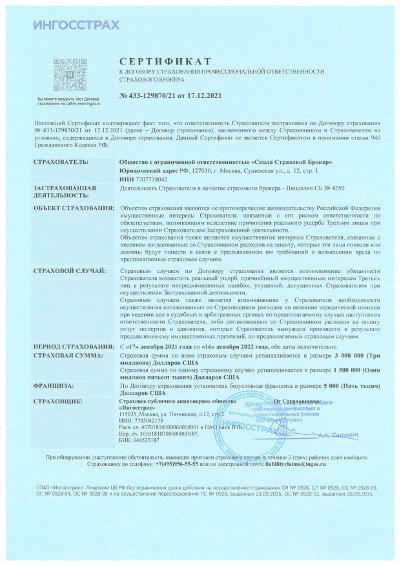 ИНГОССТРАХ
СЕРТИФИКАТ
К ДОГОВОРУ СТРАХОВАНИЯ ПРОФЕССИОНАЛЬНОЙ ОТВЕТСТВЕННОСТИ
СТРАХОВОГО БРОКЕРА
№ 433-129870/21 от 17.12.2021
Вы можете проверить этот Договор
страхования на сайте www.ingos.ru
Настоящий Сертификат подтверждает факт того, что ответственность Страхователя застрахована по Договору страхования
№ 433-129870/21 от 17.12.2021 (далее – Договор страхования), заключенному между Страховщиком и Страхователем на
условиях, содержащихся в Договоре страхования. Данный Сертификат не является Сертификатом в понимании статьи 940
Гражданского Кодекса РФ.
СТРАХОВАТЕЛЬ: Общество с ограниченной ответственностью «Скала Страховой Брокер»
Юридический адрес РФ, 127030, г. Москва, Сущевская ул., д. 12, стр. 1
ИНН 7707738042
ЗАСТРАХОВАННАЯ Деятельность Страхователя в качестве страхового брокера - Лицензия СБ № 4250
ДЕЯТЕЛЬНОСТЬ:
ОБЪЕКТ СТРАХОВАНИЯ: Объектом страхования являются не противоречащие законодательству Российской Федерации
имущественные интересы Страхователя, связанные с его риском ответственности по
обязательствам, возникающим вследствие причинения реального ущерба Третьим лицам при
осуществлении Страхователем Застрахованной деятельности.
Объектом страхования также являются имущественные интересы Страхователя, связанные с
несением согласованных со Страховщиком расходов на защиту, которые эти лица понесли или
должны будут понести в связи с предъявлением им требований о возмещении вреда по
предполагаемым страховым случаям.
СТРАХОВОЙ СЛУЧАЙ: Страховым случаем по Договору страхования является возникновение обязанности
Страхователя возместить реальный ущерб, причинённый имущественным интересам Третьих
лиц в результате непреднамеренных ошибок, упущений, допущенных Страхователем при
осуществлении Застрахованной деятельности.
Страховым случаем также является возникновение у Страхователя необходимости
осуществления согласованных со Страховщиком расходов на оказание юридической помощи
при ведении дел в судебных и арбитражных органах по предполагаемому случаю наступления
ответственности Страхователя, либо согласованных со Страховщиком расходов на оплату
услуг экспертов и адвокатов, которые Страхователь вынужден произвести в результате
предъявления ему имущественных претензий, по предполагаемым страховым случаям.
ПЕРИОД СТРАХОВАНИЯ: С «17» декабря 2021 года по «16» декабря 2022 года, обе даты включительно
СТРАХОВАЯ СУММА: Страховая сумма по всем страховым случаям устанавливается в размере 3 000 000 (Три
миллиона) Долларов США
Страховая сумма по одному страховому случаю устанавливается в размере 1 500 000 (Один
миллион пятьсот тысяч) Долларов США
ФРАНШИЗА: По Договору страхования установлена безусловная франшиза в размере 5 000 (Пять тысяч)
Долларов США
СТРАХОВЩИК: Страховое публичное акционерное общество От Страховщика:
«Ингосстрах»
115035, Москва, ул. Пятницкая, д.12, стр.2
ИНН: 7705042179
БИК: 044525187
ИНГОССТРАХ
При обнаружении (наступлении) обстоятельств, имеющих признаки страхового случая, в течение 3 (трех) рабочих дней сообщите
Страховщику по телефону: +7(495)956-55-55 или по электронной почте liabilityclaims@ingos.ru
СПАО «Ингосстрах». Лицензии ЦБ РФ без ограничения срока действия на осуществление страхования СИ № 0928, СЛ № 0928, ОС № 0928-03,
ОС № 0928-04, ОС № 0928-05 и на осуществление перестрахования ПС № 0928, выданные 23.09.2015, ОС № 0928-02, выданная 28.09.2016.